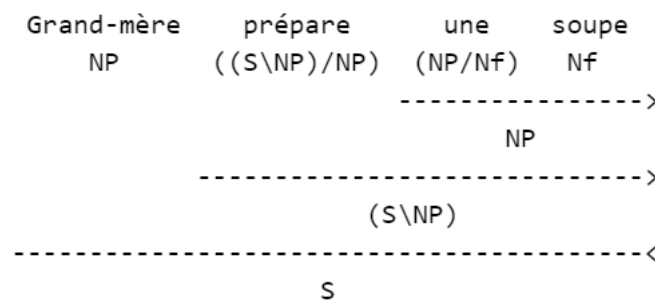 Grand-mère prépare une soupe
NP ((S\NP)/NP) (NP/Nf) Nf
---------------->
NP
----------------------------->
(S\NP)
------------------------------------------<
S